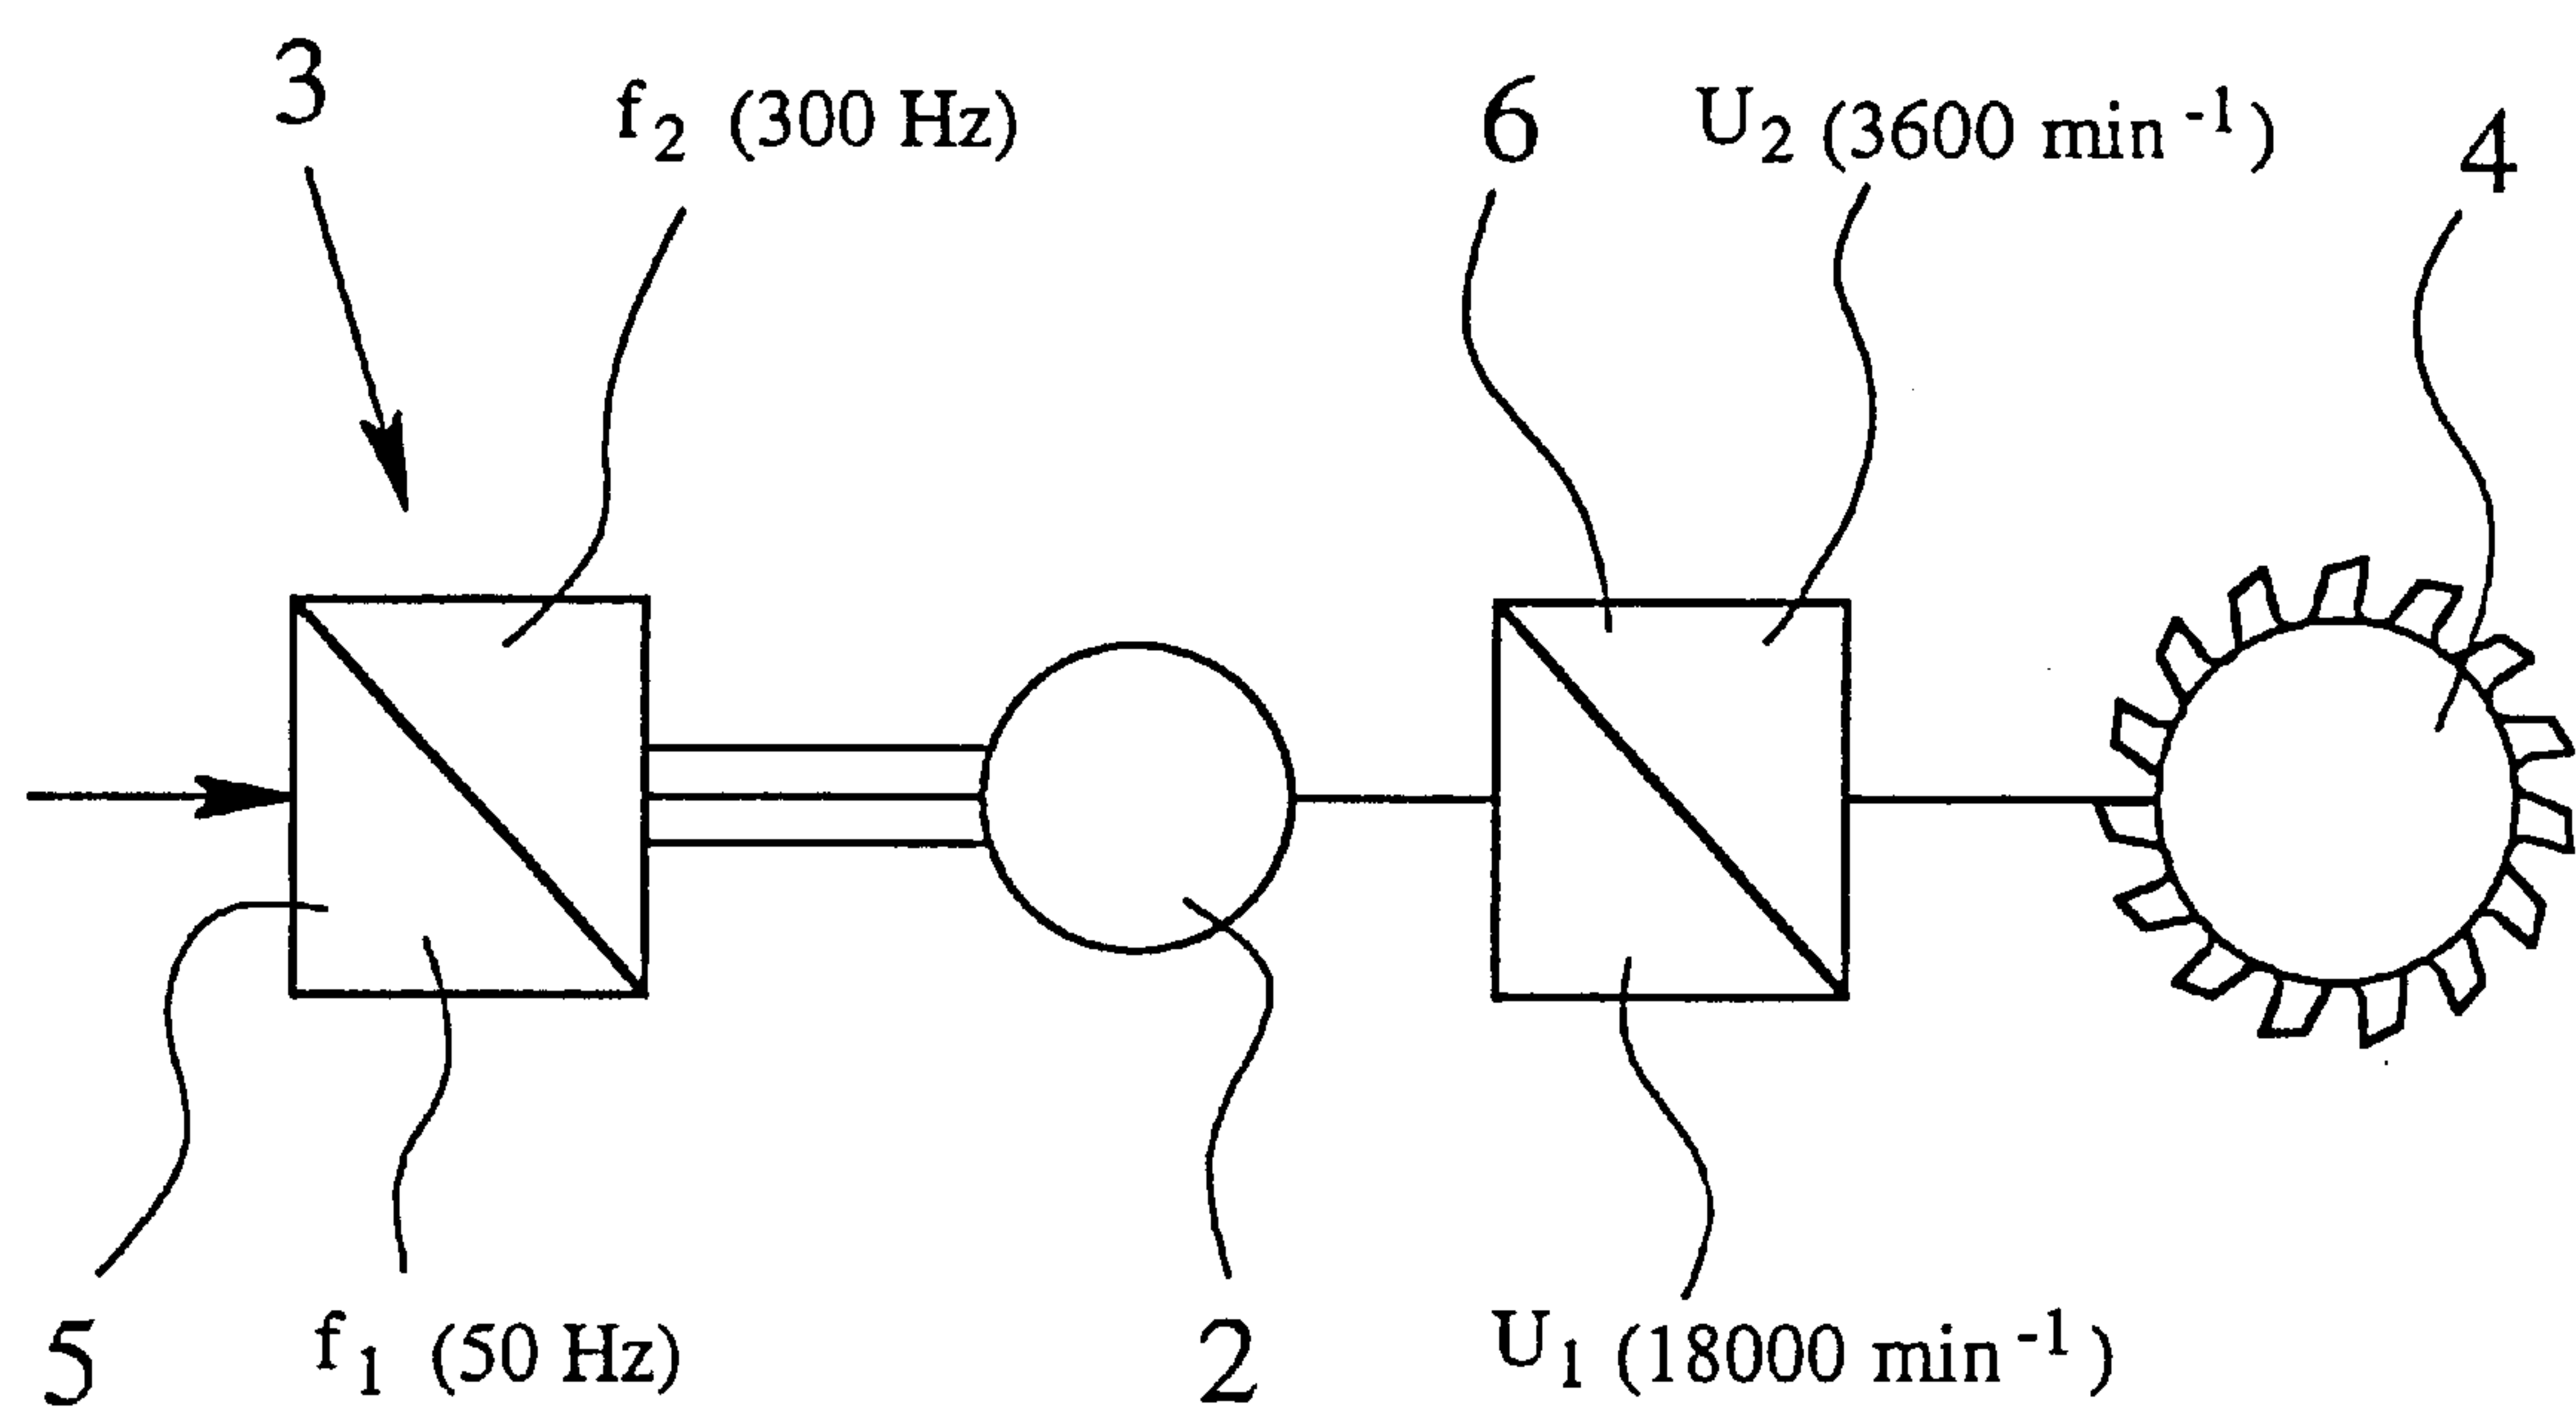 3
f₂ (300 Hz)
6
U₂ (3600 min⁻¹)
4
5
f₁ (50 Hz)
2
U₁ (18000 min⁻¹)